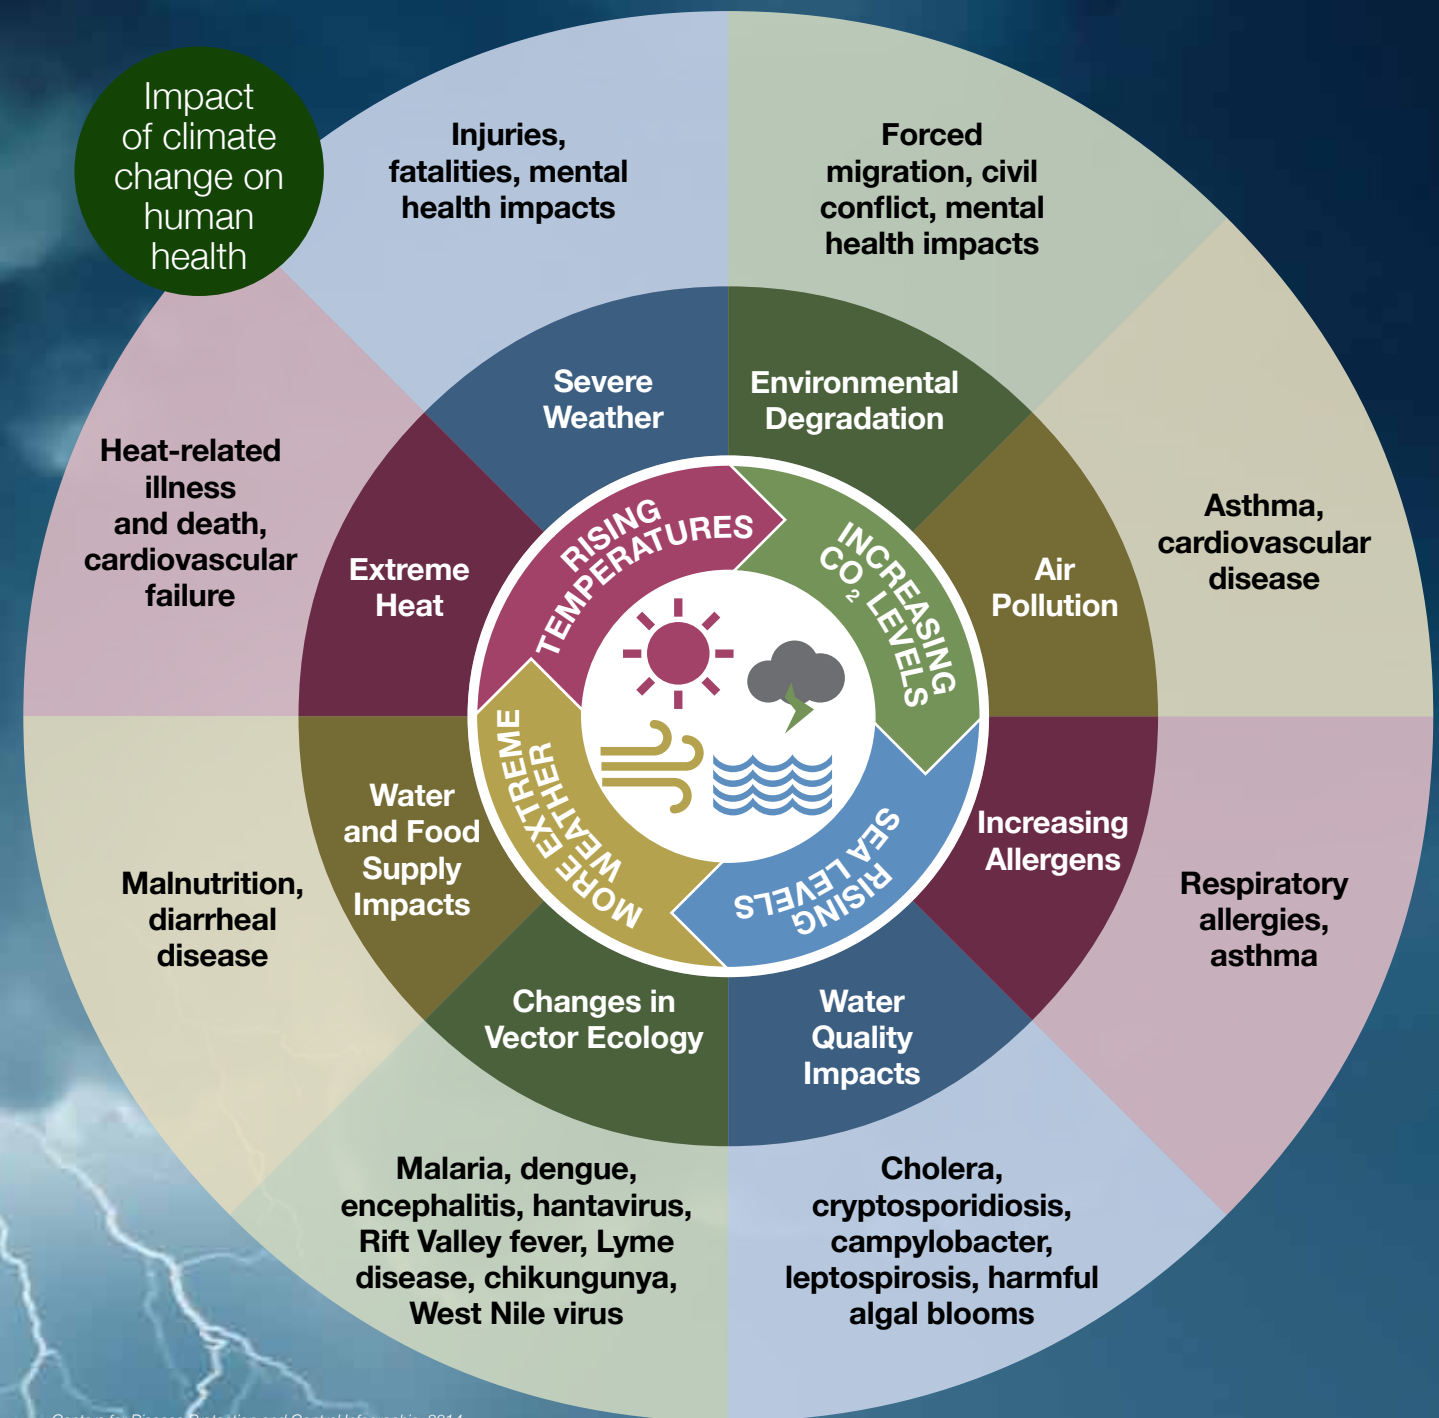 Impact
of climate
change on
human
health
Injuries,
fatalities, mental
health impacts
Forced
migration, civil
conflict, mental
health impacts
Severe
Weather
Environmental
Degradation
Heat-related
illness
and death,
cardiovascular
failure
Extreme
Heat
Air
Pollution
Asthma,
cardiovascular
disease
RISING
TEMPERATURES
INCREASING
CO2 LEVELS
RISING
SEA LEVELS
MORE EXTREME
WEATHER
Water
and Food
Supply
Impacts
Increasing
Allergens
Malnutrition,
diarrheal
disease
Respiratory
allergies,
asthma
Changes in
Vector Ecology
Water
Quality
Impacts
Malaria, dengue,
encephalitis, hantavirus,
Rift Valley fever, Lyme
disease, chikungunya,
West Nile virus
Cholera,
cryptosporidiosis,
campylobacter,
leptospirosis, harmful
algal blooms